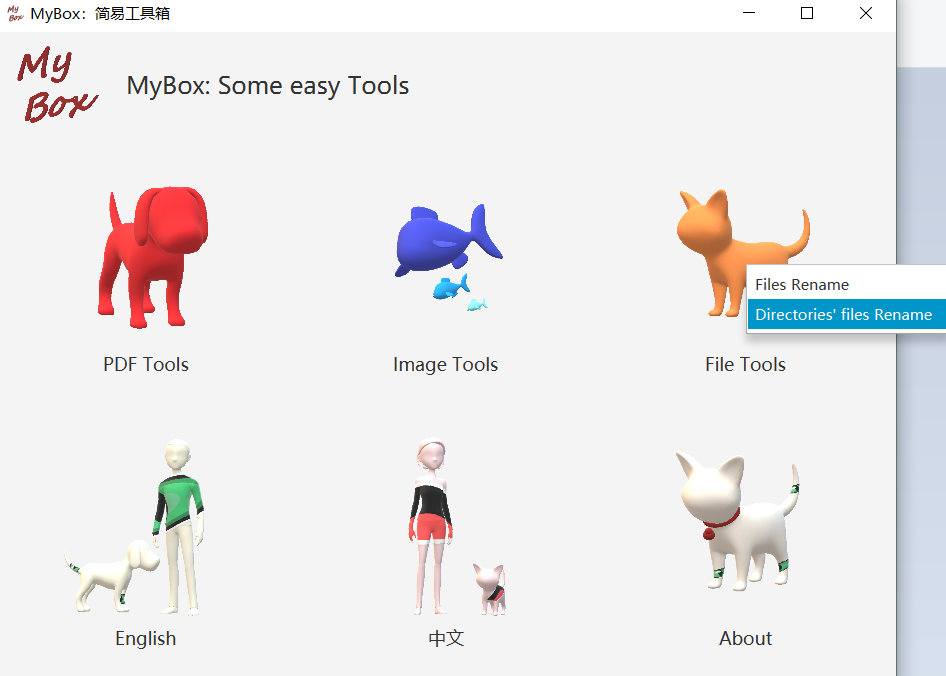 My Box
MyBox：简易工具箱
My
Box
MyBox: Some easy Tools
Files Rename
Directories' files Rename
PDF Tools
Image Tools
File Tools
English
中文
About